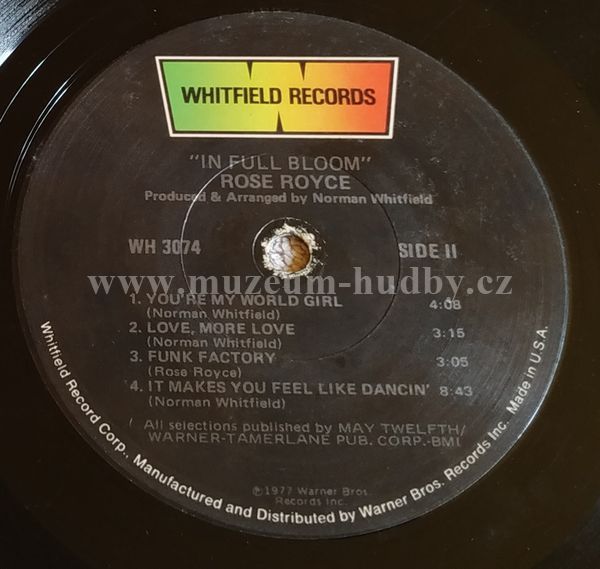 WHITFIELD RECORDS
"IN FULL BLOOM"
ROSE ROYCE
Produced & Arranged by Norman Whitfield
WH 3074 SIDE II
www.muzeum-hudby.cz
1. YOU'RE MY WORLD GIRL 4:08
(Norman Whitfield)
2. LOVE, MORE LOVE 3:15
(Norman Whitfield)
3. FUNK FACTORY 3:05
(Rose Royce)
4. IT MAKES YOU FEEL LIKE DANCIN' 8:43
(Norman Whitfield)
All selections published by MAY TWELFTH/
WARNER-TAMERLANE PUB. CORP.-BMI
℗1977 Warner Bros.
Records Inc.
Whitfield Record Corp., Manufactured and Distributed by Warner Bros. Records Inc. Made in U.S.A.